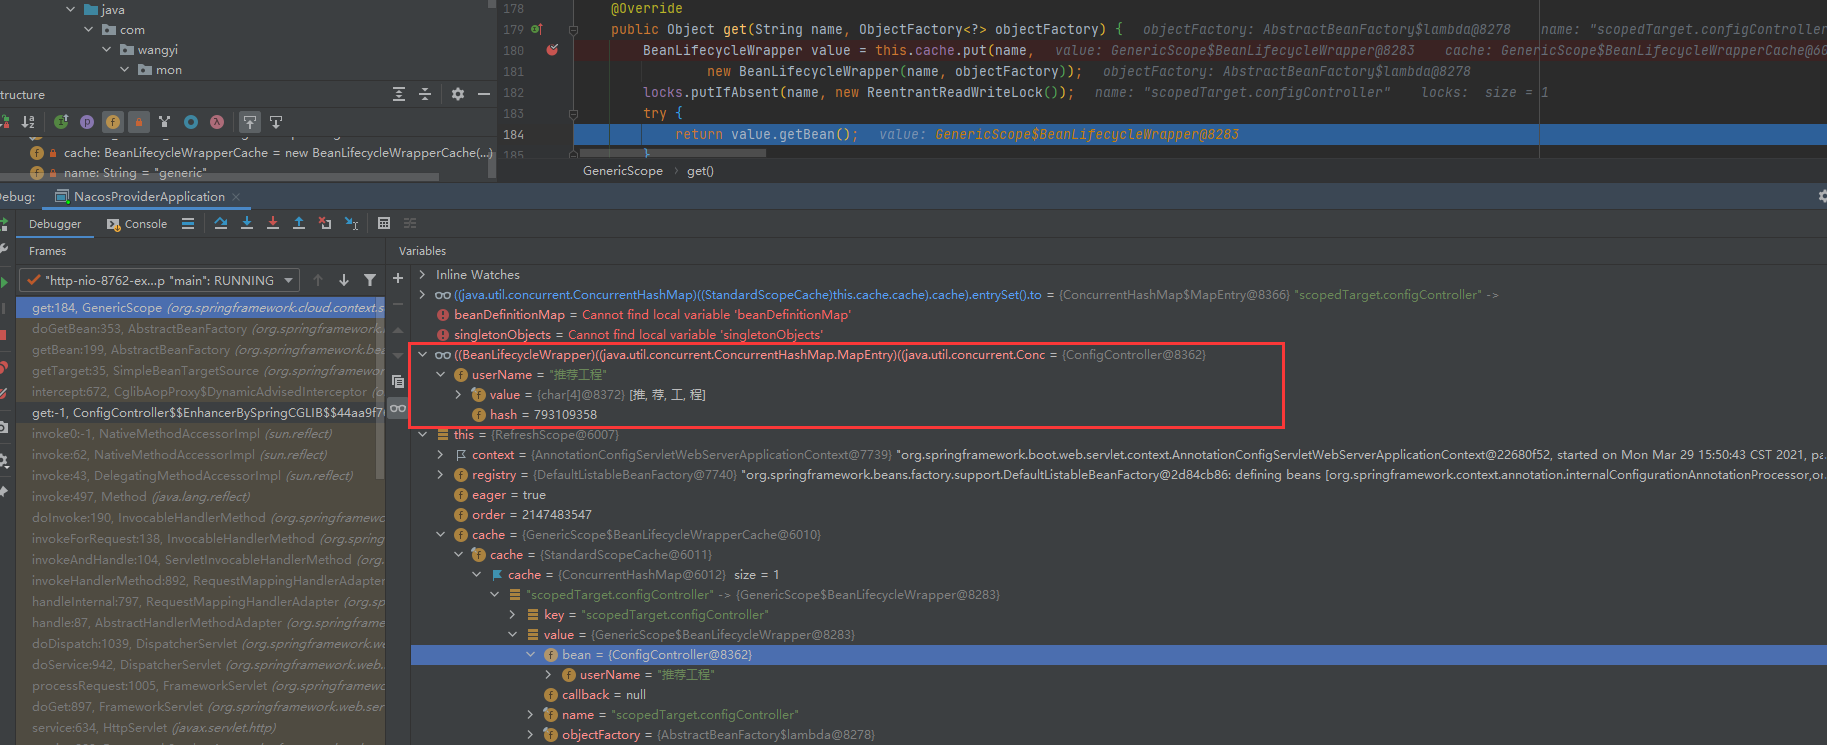 java
com
wangyi
mon
tructure
cache: BeanLifecycleWrapperCache = new BeanLifecycleWrapperCache(...)
name: String = "generic"
178 @Override
179 public Object get(String name, ObjectFactory<?> objectFactory) { objectFactory: AbstractBeanFactory$lambda@8278 name: "scopedTarget.configController
180 BeanLifecycleWrapper value = this.cache.put(name, value: GenericScope$BeanLifecycleWrapper@8283 cache: GenericScope$BeanLifecycleWrapperCache@60
181 new BeanLifecycleWrapper(name, objectFactory)); objectFactory: AbstractBeanFactory$lambda@8278
182 locks.putIfAbsent(name, new ReentrantReadWriteLock()); name: "scopedTarget.configController" locks: size = 1
183 try {
184 return value.getBean(); value: GenericScope$BeanLifecycleWrapper@8283
185 }
GenericScope › get()
ebug: NacosProviderApplication
Debugger Console
Frames
"http-nio-8762-ex...p "main": RUNNING
get:184, GenericScope (org.springframework.cloud.context.s
doGetBean:353, AbstractBeanFactory (org.springframework.b
getBean:199, AbstractBeanFactory (org.springframework.bea
getTarget:35, SimpleBeanTargetSource (org.springframework
intercept:672, CglibAopProxy$DynamicAdvisedInterceptor (o
get:-1, ConfigController$$EnhancerBySpringCGLIB$$44aa9f7
invoke0:-1, NativeMethodAccessorImpl (sun.reflect)
invoke:62, NativeMethodAccessorImpl (sun.reflect)
invoke:43, DelegatingMethodAccessorImpl (sun.reflect)
invoke:497, Method (java.lang.reflect)
doInvoke:190, InvocableHandlerMethod (org.springframewo
invokeForRequest:138, InvocableHandlerMethod (org.spring
invokeAndHandle:104, ServletInvocableHandlerMethod (org
invokeHandlerMethod:892, RequestMappingHandlerAdapter
handleInternal:797, RequestMappingHandlerAdapter (org.sp
handle:87, AbstractHandlerMethodAdapter (org.springframe
doDispatch:1039, DispatcherServlet (org.springframework.we
doService:942, DispatcherServlet (org.springframework.web.
processRequest:1005, FrameworkServlet (org.springframewo
doGet:897, FrameworkServlet (org.springframework.web.ser
service:634, HttpServlet (javax.servlet.http)
Variables
Inline Watches
((java.util.concurrent.ConcurrentHashMap)((StandardScopeCache)this.cache.cache).cache).entrySet().to = {ConcurrentHashMap$MapEntry@8366} "scopedTarget.configController" ->
beanDefinitionMap = Cannot find local variable 'beanDefinitionMap'
singletonObjects = Cannot find local variable 'singletonObjects'
((BeanLifecycleWrapper)((java.util.concurrent.ConcurrentHashMap.MapEntry)((java.util.concurrent.Conc = {ConfigController@8362}
userName = "推荐工程"
value = {char[4]@8372} [推, 荐, 工, 程]
hash = 793109358
this = {RefreshScope@6007}
context = {AnnotationConfigServletWebServerApplicationContext@7739} "org.springframework.boot.web.servlet.context.AnnotationConfigServletWebServerApplicationContext@22680f52, started on Mon Mar 29 15:50:43 CST 2021, pa
registry = {DefaultListableBeanFactory@7740} "org.springframework.beans.factory.support.DefaultListableBeanFactory@2d84cb86: defining beans [org.springframework.context.annotation.internalConfigurationAnnotationProcessor,or
eager = true
order = 2147483547
cache = {GenericScope$BeanLifecycleWrapperCache@6010}
cache = {StandardScopeCache@6011}
cache = {ConcurrentHashMap@6012} size = 1
"scopedTarget.configController" -> {GenericScope$BeanLifecycleWrapper@8283}
key = "scopedTarget.configController"
value = {GenericScope$BeanLifecycleWrapper@8283}
bean = {ConfigController@8362}
userName = "推荐工程"
callback = null
name = "scopedTarget.configController"
objectFactory = {AbstractBeanFactory$lambda@8278}